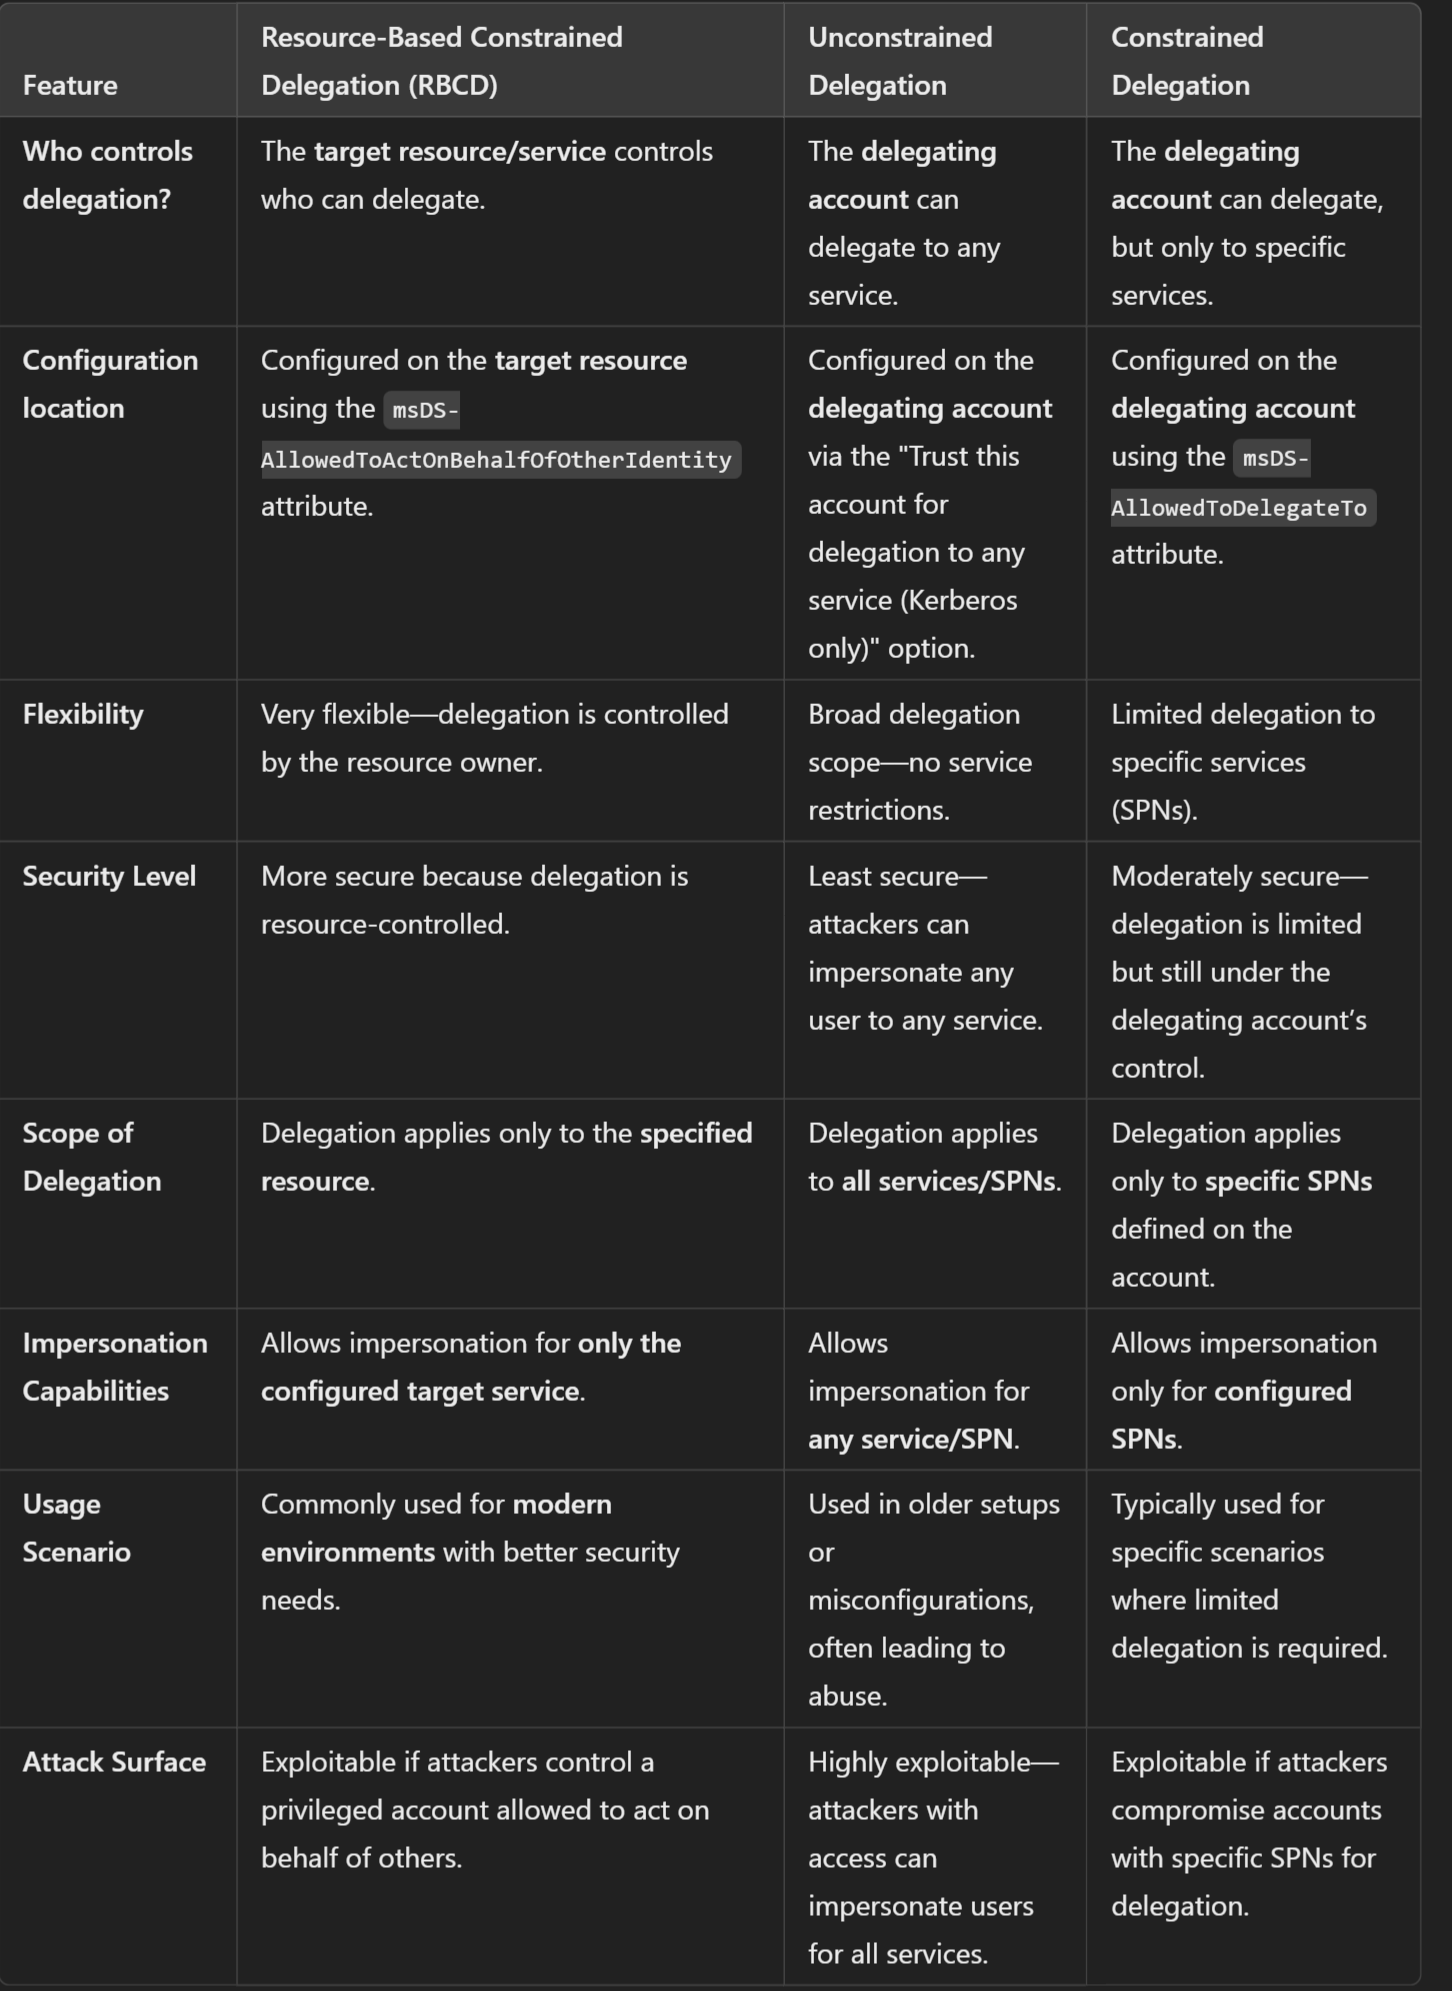 Feature
Resource-Based Constrained
Delegation (RBCD)
Unconstrained
Delegation
Constrained
Delegation
Who controls
delegation?
The target resource/service controls
who can delegate.
The delegating
account can
delegate to any
service.
The delegating
account can delegate,
but only to specific
services.
Configuration
location
Configured on the target resource
using the msDS-
AllowedToActOnBehalfOfOtherIdentity
attribute.
Configured on the
delegating account
via the "Trust this
account for
delegation to any
service (Kerberos
only)" option.
Configured on the
delegating account
using the msDS-
AllowedToDelegateTo
attribute.
Flexibility
Very flexible—delegation is controlled
by the resource owner.
Broad delegation
scope—no service
restrictions.
Limited delegation to
specific services
(SPNs).
Security Level
More secure because delegation is
resource-controlled.
Least secure—
attackers can
impersonate any
user to any service.
Moderately secure—
delegation is limited
but still under the
delegating account’s
control.
Scope of
Delegation
Delegation applies only to the specified
resource.
Delegation applies
to all services/SPNs.
Delegation applies
only to specific SPNs
defined on the
account.
Impersonation
Capabilities
Allows impersonation for only the
configured target service.
Allows
impersonation for
any service/SPN.
Allows impersonation
only for configured
SPNs.
Usage
Scenario
Commonly used for modern
environments with better security
needs.
Used in older setups
or
misconfigurations,
often leading to
abuse.
Typically used for
specific scenarios
where limited
delegation is required.
Attack Surface
Exploitable if attackers control a
privileged account allowed to act on
behalf of others.
Highly exploitable—
attackers with
access can
impersonate users
for all services.
Exploitable if attackers
compromise accounts
with specific SPNs for
delegation.